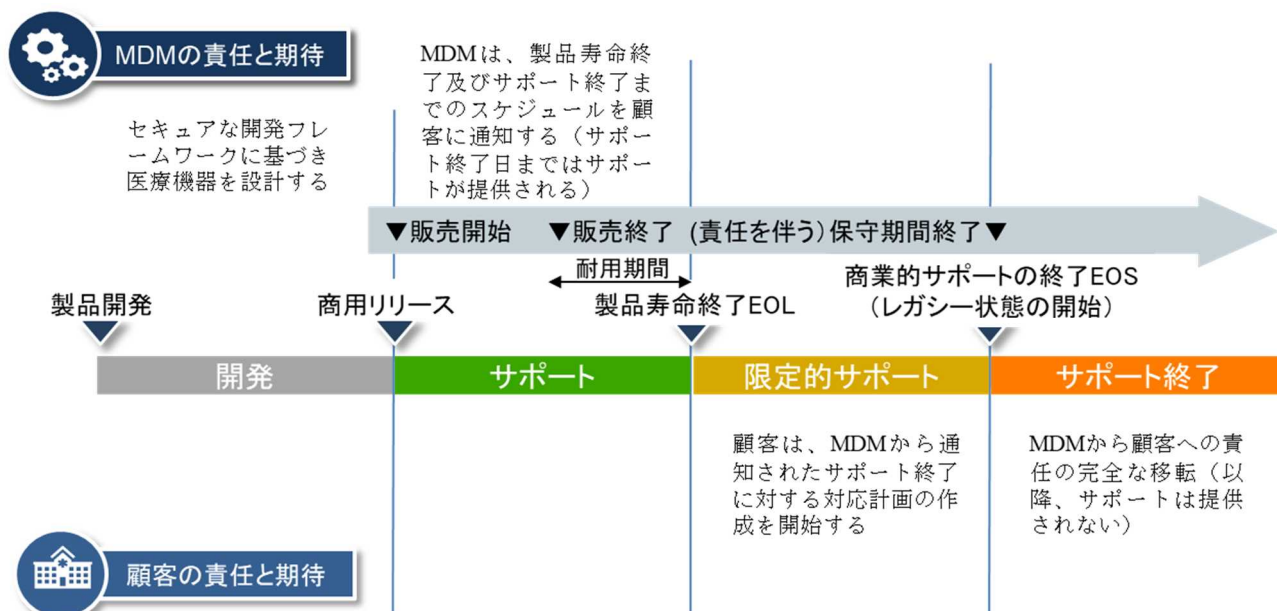 MDMの責任と期待
セキュアな開発フレ
ームワークに基づき
医療機器を設計する
MDMは、製品寿命終
了及びサポート終了ま
でのスケジュールを顧
客に通知する（サポー
ト終了日まではサポー
トが提供される）
▼販売開始 ▼販売終了 (責任を伴う)保守期間終了▼
耐用期間
製品開発
商用リリース
製品寿命終了EOL
商業的サポートの終了EOS
（レガシー状態の開始）
開発
サポート
限定的サポート
サポート終了
顧客は、MDMから通
知されたサポート終了
に対する対応計画の作
成を開始する
MDMから顧客への責
任の完全な移転（以
降、サポートは提供
されない）
顧客の責任と期待